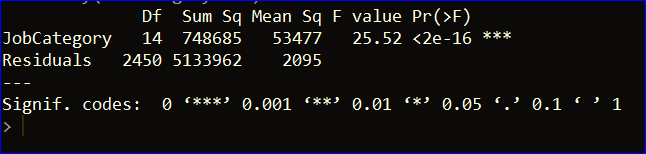 Df Sum Sq Mean Sq F value Pr(>F)
JobCategory 14 748685 53477 25.52 <2e-16 ***
Residuals 2450 5133962 2095
---
Signif. codes: 0 ‘***’ 0.001 ‘**’ 0.01 ‘*’ 0.05 ‘.’ 0.1 ‘ ’ 1
>